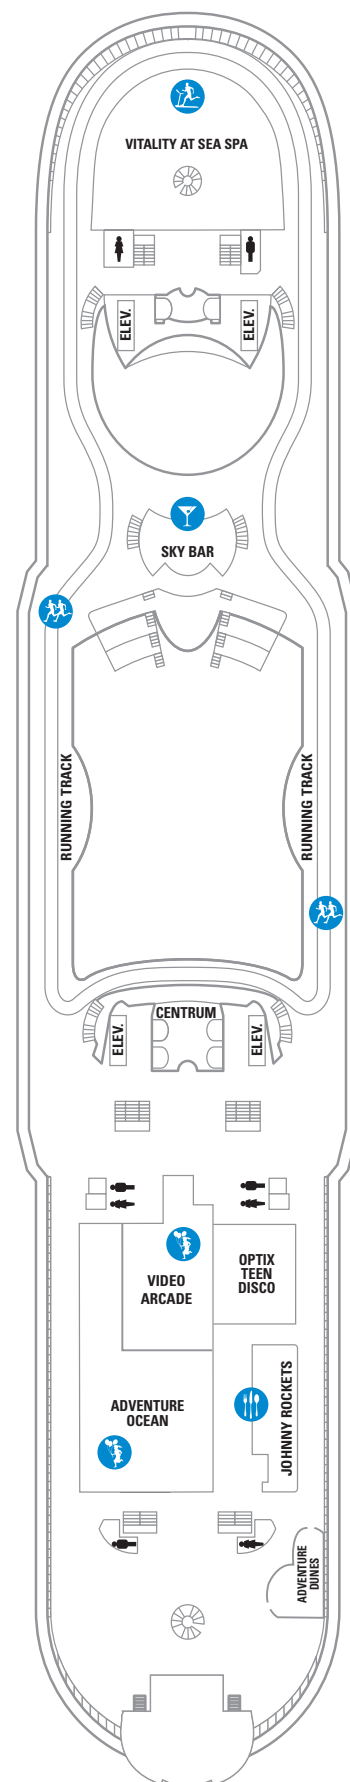 VITALITY AT SEA SPA
ELEV.
ELEV.
SKY BAR
RUNNING TRACK
RUNNING TRACK
CENTRUM
ELEV.
ELEV.
VIDEO
ARCADE
OPTIX
TEEN
DISCO
ADVENTURE
OCEAN
JOHNNY ROCKETS
ADVENTURE
DUNES